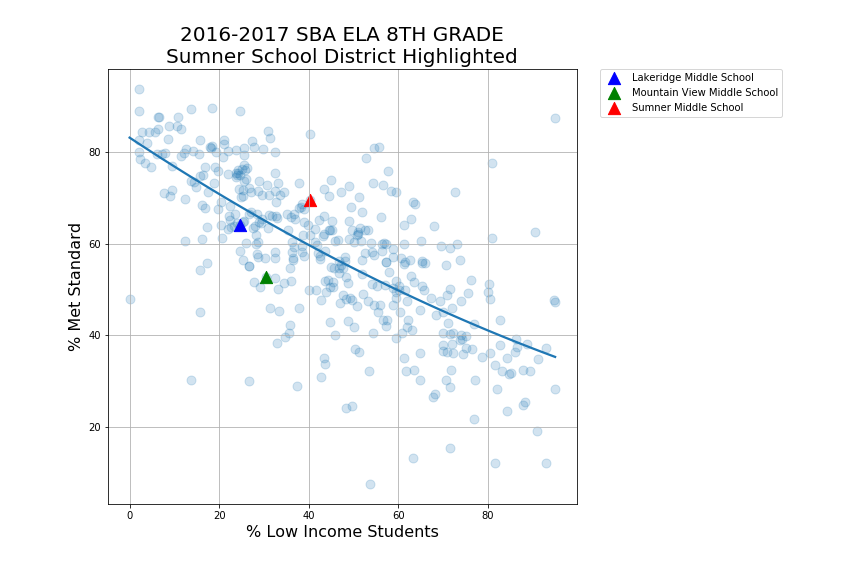 2016-2017 SBA ELA 8TH GRADE
Sumner School District Highlighted
Lakeridge Middle School
Mountain View Middle School
Sumner Middle School
% Met Standard
80
60
40
20
0 20 40 60 80
% Low Income Students